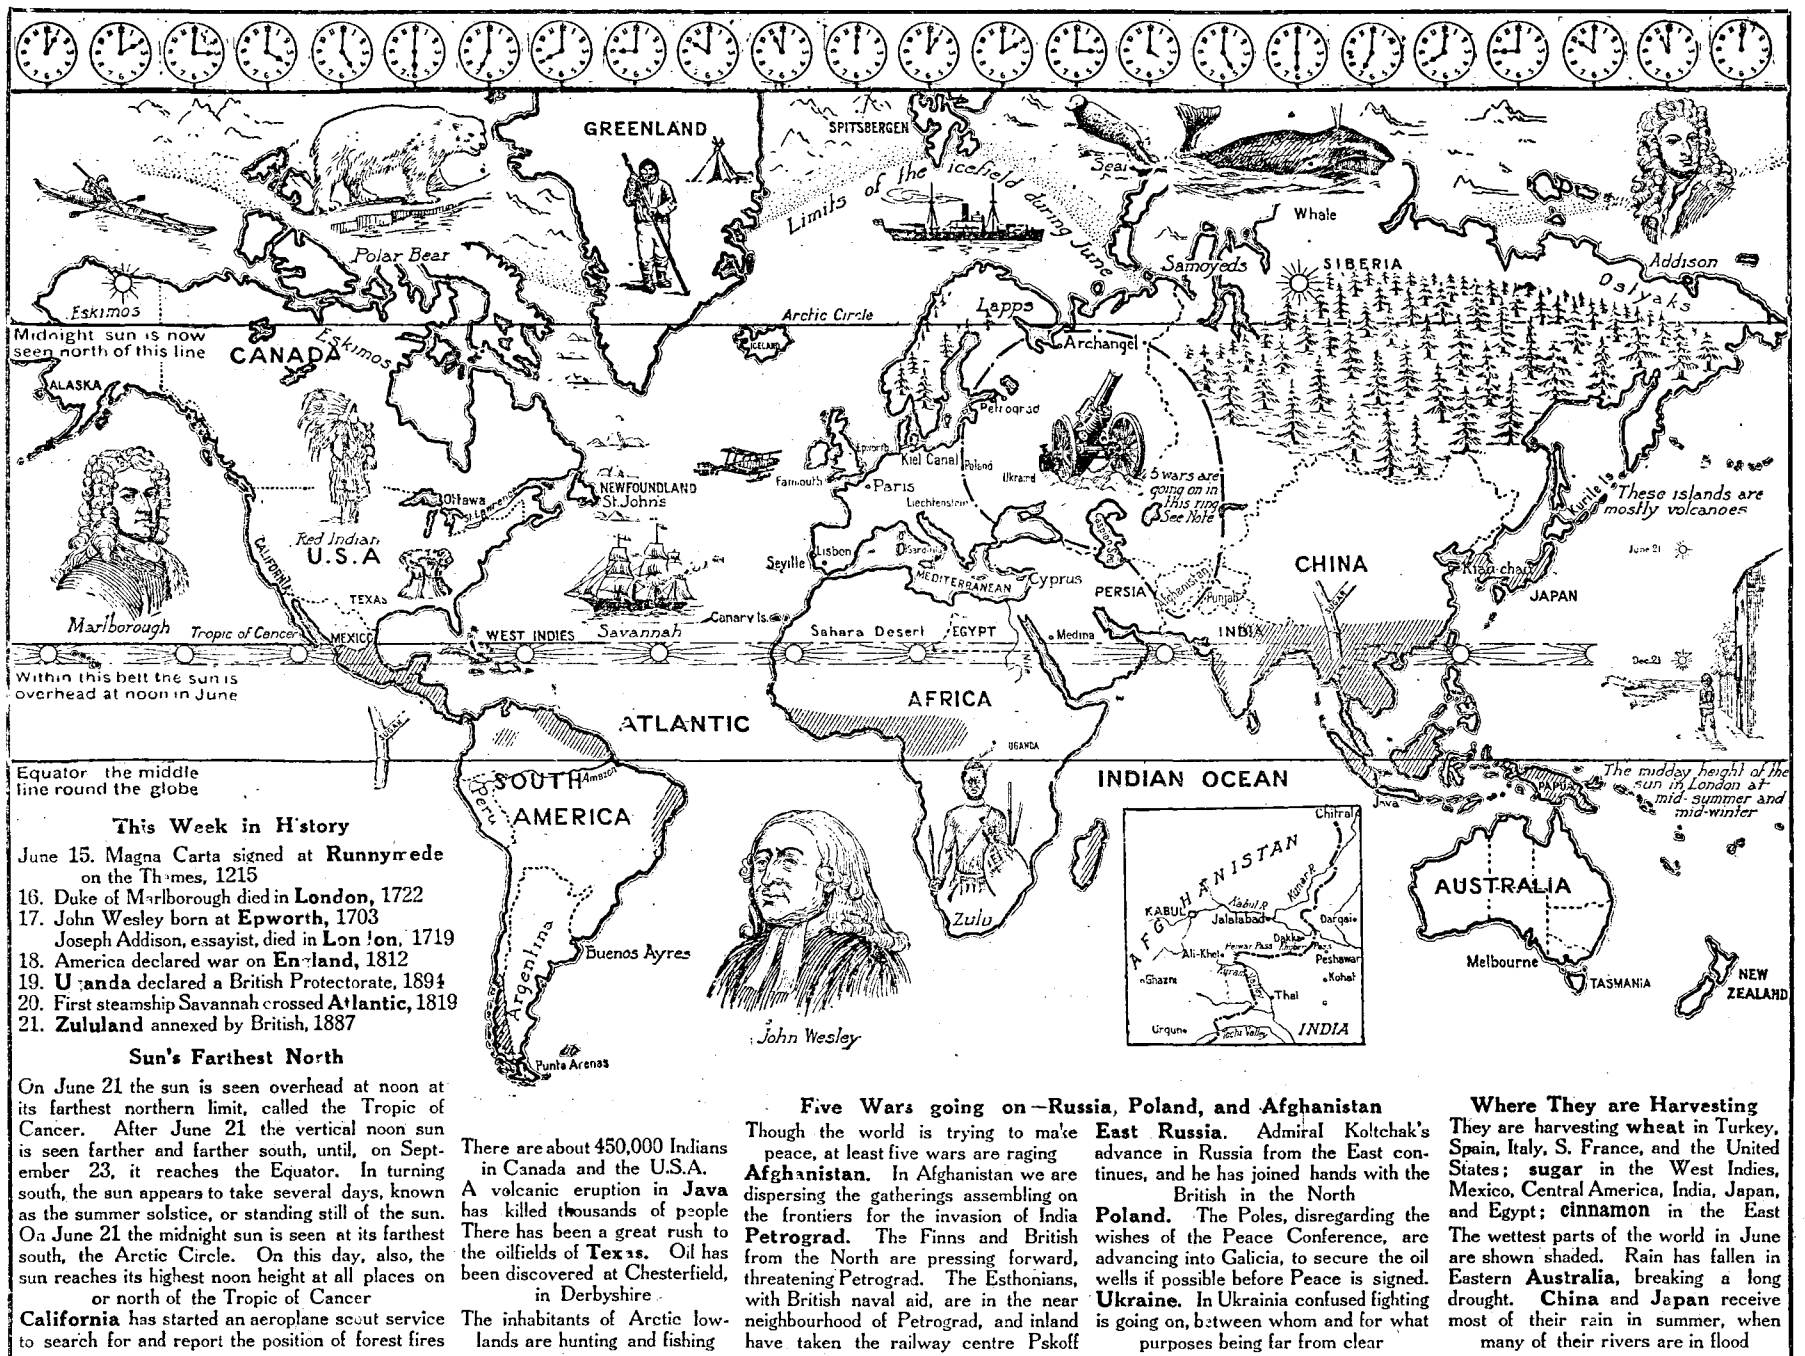 GREENLAND
SPITSBERGEN
Seal
Limits of the icefield during June
Whale
Polar Bear
Samoyeds
SIBERIA
Addison
Ostyaks
Eskimos
Arctic Circle
Lapps
Midnight sun is now
seen north of this line
CANADA
Eskimos
ICELAND
Archangel
ALASKA
Petrograd
Epworth
Kiel Canal
Poland
Ukraine
Falmouth
Paris
Ottawa
St. Lawrence
NEWFOUNDLAND
St. John's
Liechtenstein
5 wars are
going on in
this ring
See Note
Kurile Is.
These islands are
mostly volcanoes
Red Indian
U.S.A
CALIFORNIA
Lisbon
Seville
Sardinia
MEDITERRANEAN
Cyprus
Caspian Sea
PERSIA
Afghanistan
Punjab
CHINA
SUGAR
Kiau-chau
JAPAN
June 21
TEXAS
Marlborough
Tropic of Cancer
MEXICO
WEST INDIES
Savannah
Canary Is.
Sahara Desert
EGYPT
Medina
INDIA
Dec. 21
Within this belt the sun is
overhead at noon in June
SUGAR
ATLANTIC
AFRICA
UGANDA
Equator the middle
line round the globe
SOUTH
AMERICA
Amazon
Peru
INDIAN OCEAN
Java
PAPUA
The midday height of the
sun in London at
mid-summer and
mid-winter
Zulu
Argentina
Buenos Ayres
Punta Arenas
John Wesley
AUSTRALIA
Melbourne
TASMANIA
NEW
ZEALAND
Chitral
AFGHANISTAN
Kunar R.
KABUL
Kabul R.
Jalalabad
Dargai
Dakka
Ali-Khel
Peiwar Pass
Khyber Pass
Peshawar
Ghazni
Kuram Valley
Kohat
Thal
Urgun
Tochi Valley
INDIA
This Week in History
June 15. Magna Carta signed at Runnymede
on the Thames, 1215
16. Duke of Marlborough died in London, 1722
17. John Wesley born at Epworth, 1703
Joseph Addison, essayist, died in London, 1719
18. America declared war on England, 1812
19. Uganda declared a British Protectorate, 1894
20. First steamship Savannah crossed Atlantic, 1819
21. Zululand annexed by British, 1887
Sun's Farthest North
On June 21 the sun is seen overhead at noon at
its farthest northern limit, called the Tropic of
Cancer. After June 21 the vertical noon sun
is seen farther and farther south, until, on Sept-
ember 23, it reaches the Equator. In turning
south, the sun appears to take several days, known
as the summer solstice, or standing still of the sun.
On June 21 the midnight sun is seen at its farthest
south, the Arctic Circle. On this day, also, the
sun reaches its highest noon height at all places on
or north of the Tropic of Cancer
California has started an aeroplane scout service
to search for and report the position of forest fires
There are about 450,000 Indians
in Canada and the U.S.A.
A volcanic eruption in Java
has killed thousands of people
There has been a great rush to
the oilfields of Texas. Oil has
been discovered at Chesterfield,
in Derbyshire
The inhabitants of Arctic low-
lands are hunting and fishing
Five Wars going on—Russia, Poland, and Afghanistan
Though the world is trying to make
peace, at least five wars are raging
Afghanistan. In Afghanistan we are
dispersing the gatherings assembling on
the frontiers for the invasion of India
Petrograd. The Finns and British
from the North are pressing forward,
threatening Petrograd. The Esthonians,
with British naval aid, are in the near
neighbourhood of Petrograd, and inland
have taken the railway centre Pskoff
East Russia. Admiral Koltchak's
advance in Russia from the East con-
tinues, and he has joined hands with the
British in the North
Poland. The Poles, disregarding the
wishes of the Peace Conference, are
advancing into Galicia, to secure the oil
wells if possible before Peace is signed.
Ukraine. In Ukrainia confused fighting
is going on, between whom and for what
purposes being far from clear
Where They are Harvesting
They are harvesting wheat in Turkey,
Spain, Italy, S. France, and the United
States; sugar in the West Indies,
Mexico, Central America, India, Japan,
and Egypt; cinnamon in the East
The wettest parts of the world in June
are shown shaded. Rain has fallen in
Eastern Australia, breaking a long
drought. China and Japan receive
most of their rain in summer, when
many of their rivers are in flood